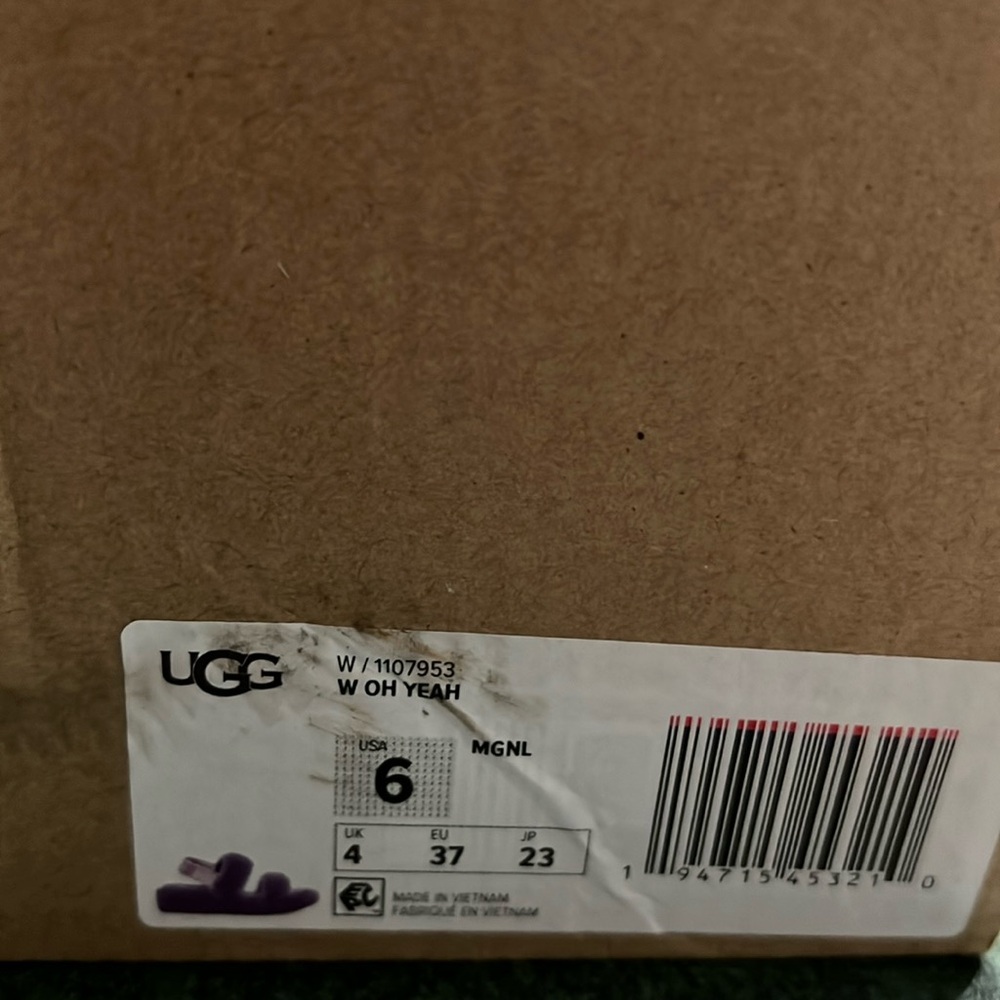 UGG
W / 1107953
W OH YEAH
USA
6
MGNL
UK EU JP
4 37 23
MADE IN VIETNAM
FABRIQUÉ EN VIETNAM
1 94715 45321 0